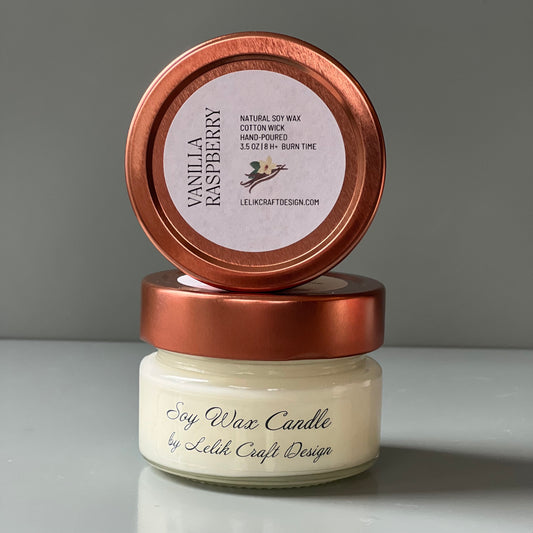 VANILLA
RASPBERRY
NATURAL SOY WAX
COTTON WICK
HAND-POURED
3.5 OZ | 8 H+ BURN TIME
LELIKCRAFTDESIGN.COM
Soy Wax Candle
by Lelik Craft Design